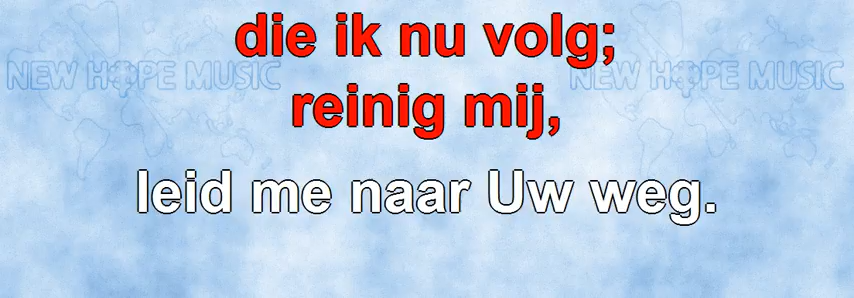 die ik nu volg;
NEW HOPE MUSIC NEW HOPE MUSIC
reinig mij,
leid me naar Uw weg.